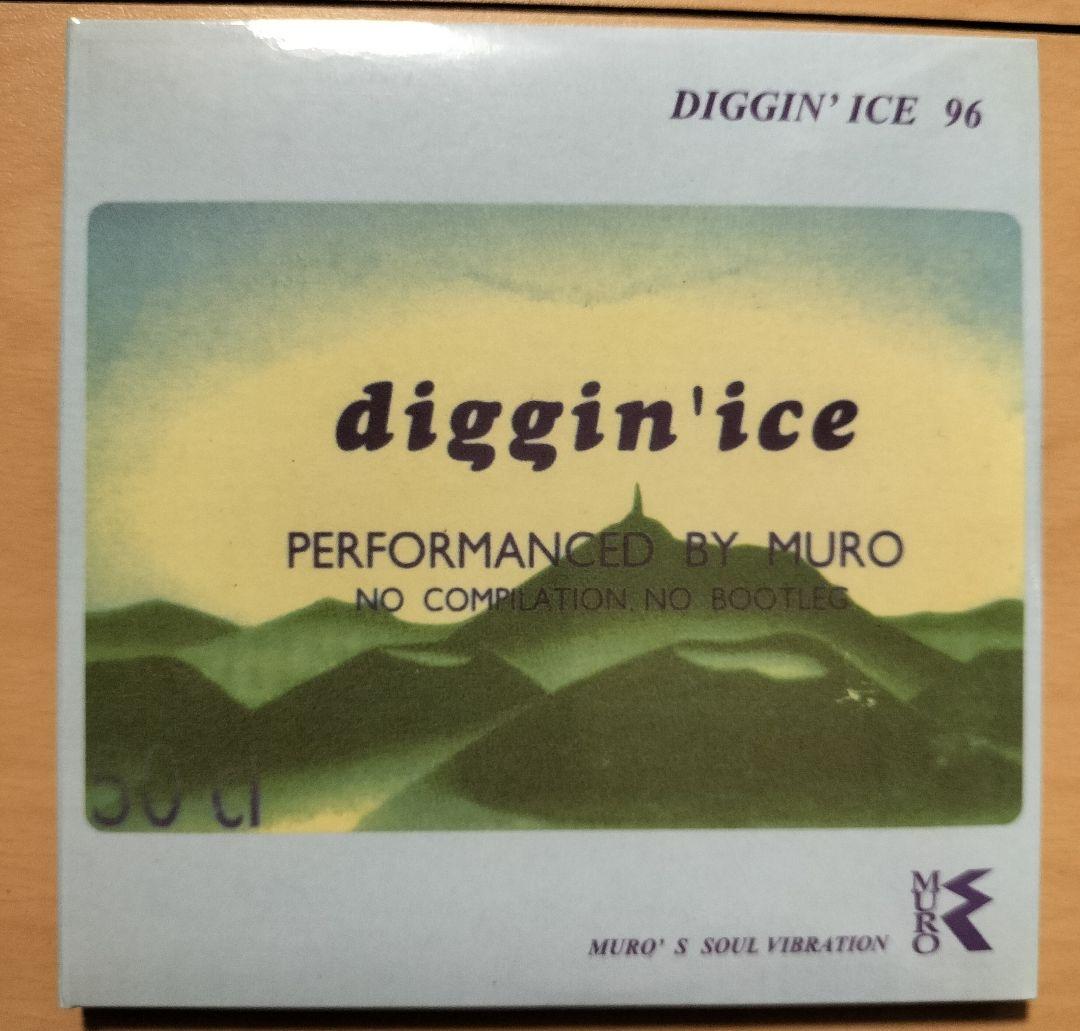 DIGGIN' ICE 96
diggin'ice
PERFORMANCED BY MURO
NO COMPILATION, NO BOOTLEG
50 cl
MURO
MURO' S SOUL VIBRATION